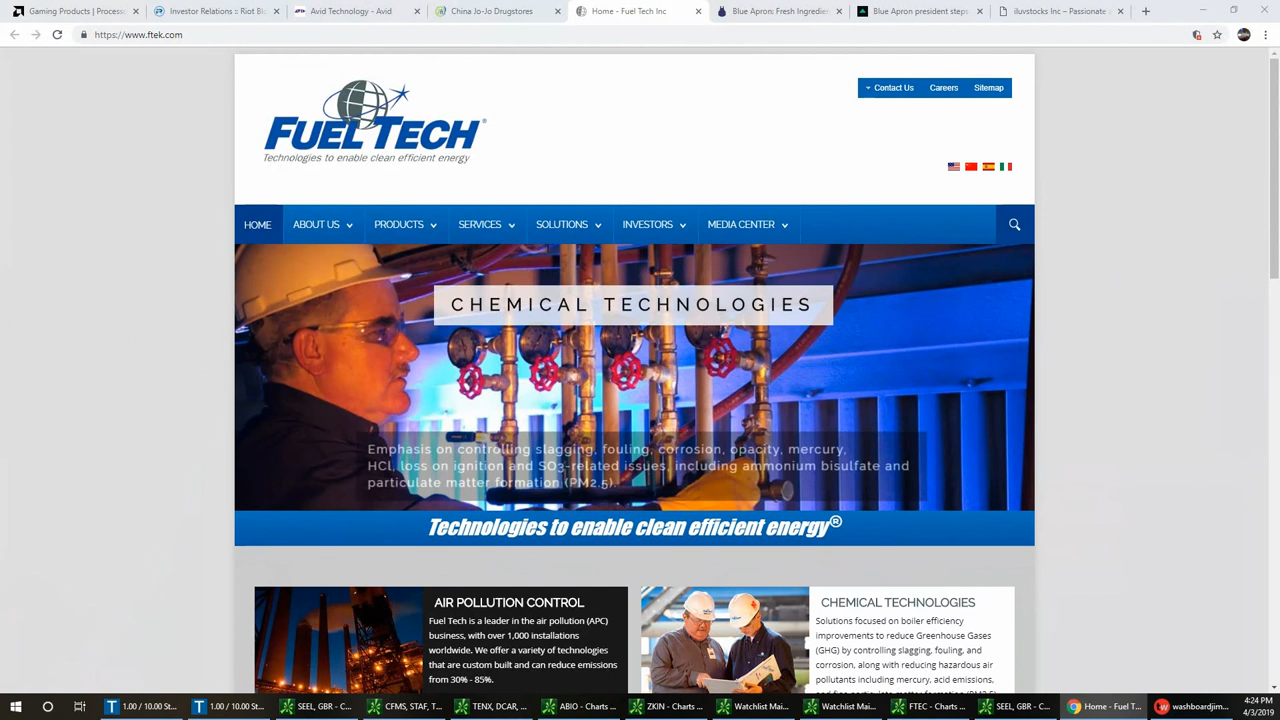 Gaming Products | Proces
Investor Relations :: Riot Bl
Avid Technology - Avid
China Jo-Jo Drugstores
Home - Fuel Tech Inc
Blue Apron: Fresh Ingredien
Blue Apron president steps
iluvstocks Inc – Passionate
https://www.ftek.com
Contact Us Careers Sitemap
FUEL TECH®
Technologies to enable clean efficient energy
HOME ABOUT US PRODUCTS SERVICES SOLUTIONS INVESTORS MEDIA CENTER
CHEMICAL TECHNOLOGIES
Emphasis on controlling slagging, fouling, corrosion, opacity, mercury,
HCl, loss on ignition and SO3-related issues, including ammonium bisulfate and
particulate matter formation (PM2.5).
Technologies to enable clean efficient energy®
AIR POLLUTION CONTROL
Fuel Tech is a leader in the air pollution (APC)
business, with over 1,000 installations
worldwide. We offer a variety of technologies
that are custom built and can reduce emissions
from 30% - 85%.
CHEMICAL TECHNOLOGIES
Solutions focused on boiler efficiency
improvements to reduce Greenhouse Gases
(GHG) by controlling slagging, fouling, and
corrosion, along with reducing hazardous air
pollutants including mercury, acid emissions,
1.00 / 10.00 St...
1.00 / 10.00 St...
SEEL, GBR - C...
CFMS, STAF, T...
TENX, DCAR, ...
ABIO - Charts ...
ZKIN - Charts ...
Watchlist Mai...
Watchlist Mai...
FTEC - Charts ...
SEEL, GBR - C...
Home - Fuel T...
washboardjim...
4:24 PM
4/3/2019